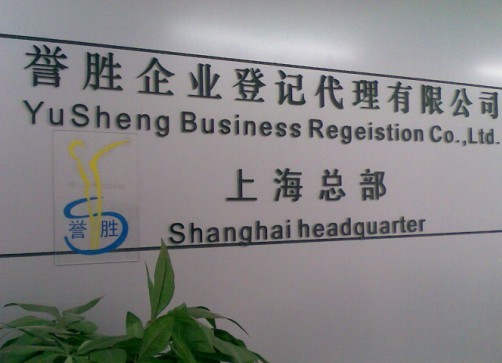 誉胜企业登记代理有限公司
YuSheng Business Regeistion Co.,Ltd.
上海总部
Shanghai headquarter
誉胜